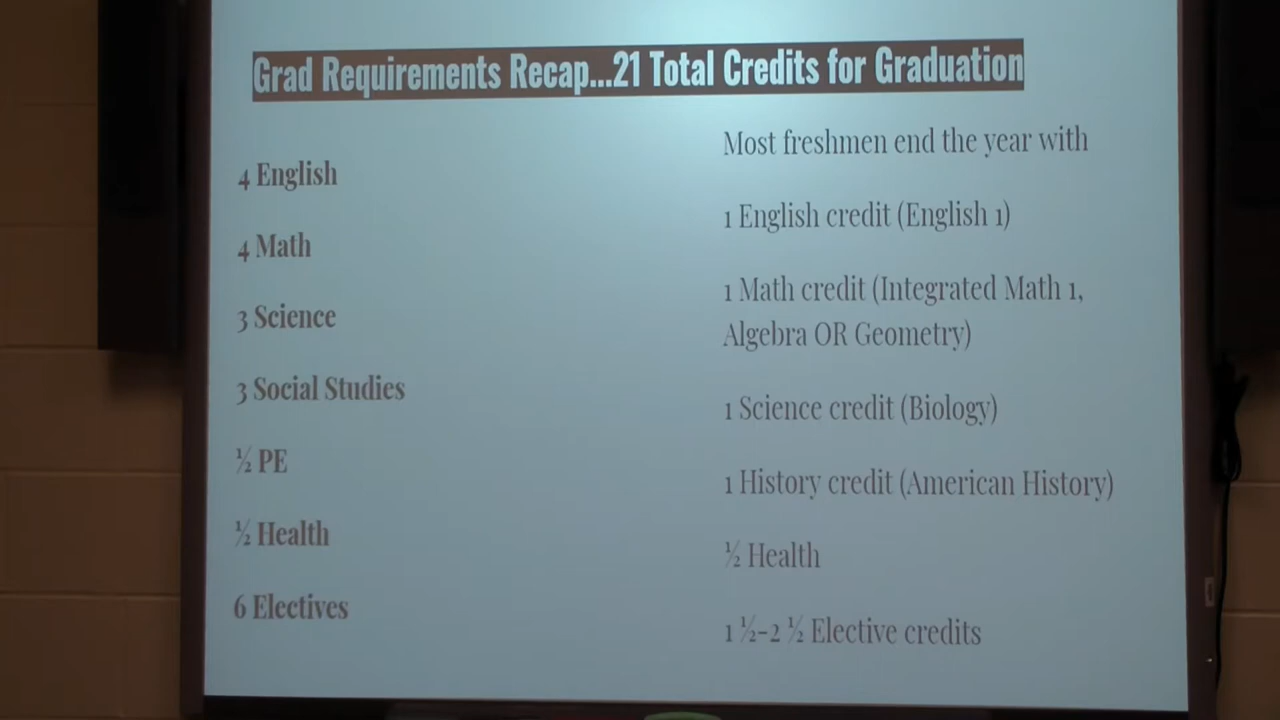 Grad Requirements Recap...21 Total Credits for Graduation
4 English
4 Math
3 Science
3 Social Studies
½ PE
½ Health
6 Electives
Most freshmen end the year with
1 English credit (English 1)
1 Math credit (Integrated Math 1,
Algebra OR Geometry)
1 Science credit (Biology)
1 History credit (American History)
½ Health
1 ½-2 ½ Elective credits